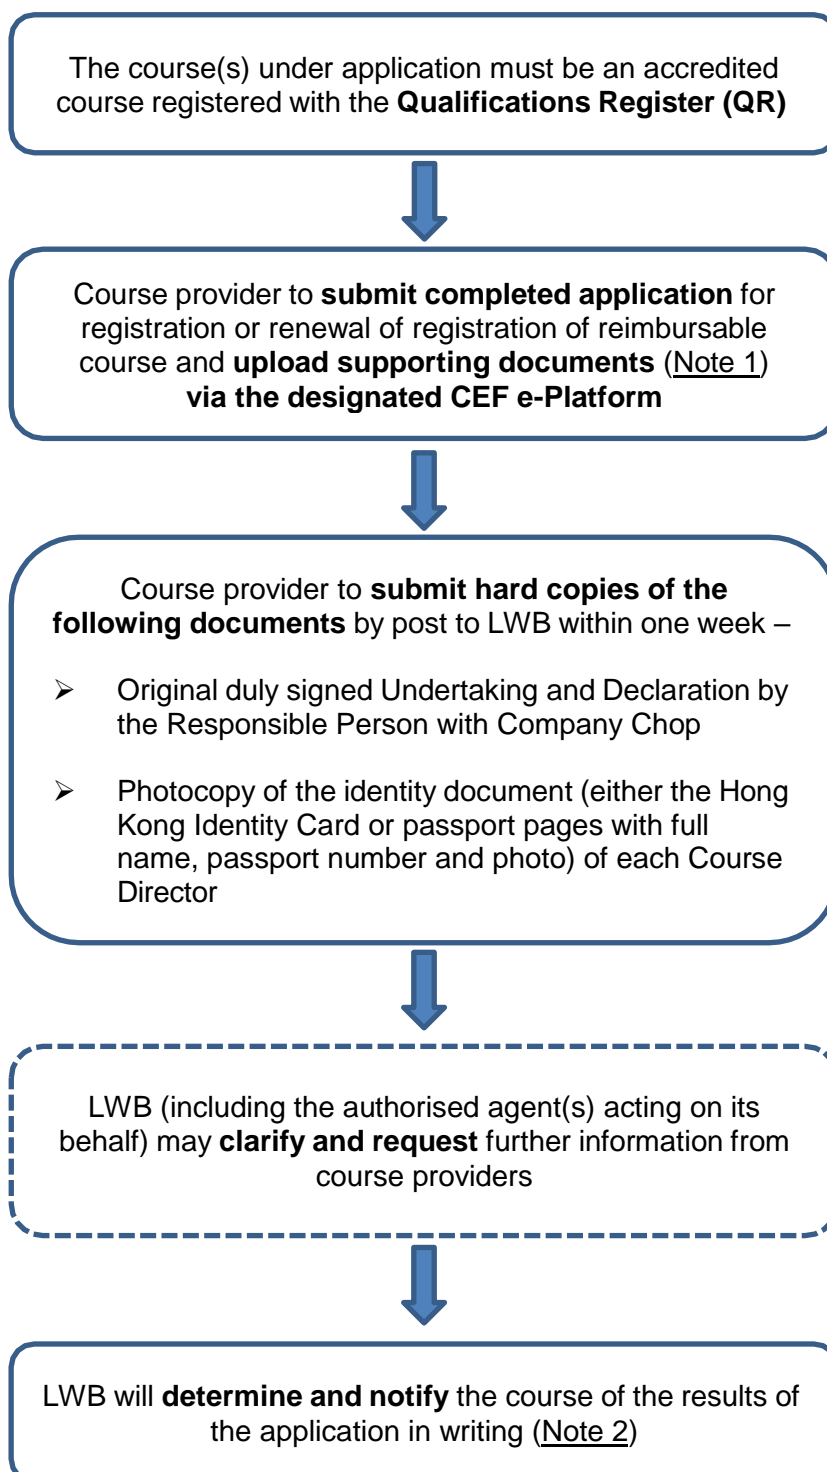 The course(s) under application must be an accredited
course registered with the Qualifications Register (QR)
Course provider to submit completed application for
registration or renewal of registration of reimbursable
course and upload supporting documents (Note 1)
via the designated CEF e-Platform
Course provider to submit hard copies of the
following documents by post to LWB within one week –
➢ Original duly signed Undertaking and Declaration by
the Responsible Person with Company Chop
➢ Photocopy of the identity document (either the Hong
Kong Identity Card or passport pages with full
name, passport number and photo) of each Course
Director
LWB (including the authorised agent(s) acting on its
behalf) may clarify and request further information from
course providers
LWB will determine and notify the course of the results of
the application in writing (Note 2)